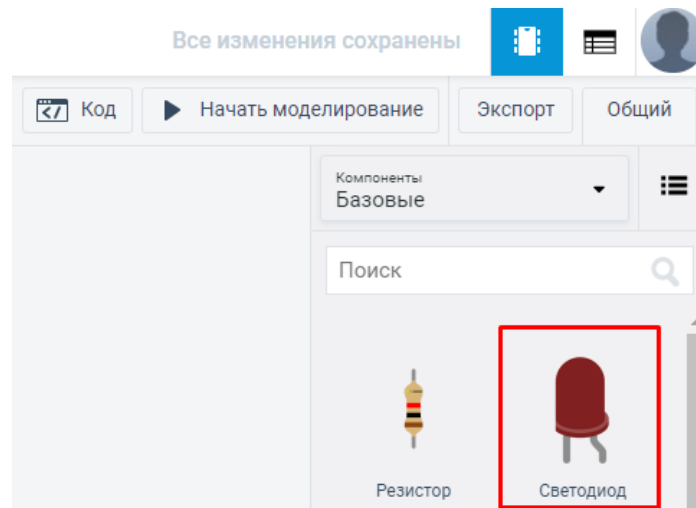 Все изменения сохранены
</> Код
Начать моделирование
Экспорт
Общий
Компоненты
Базовые
Поиск
Резистор
Светодиод